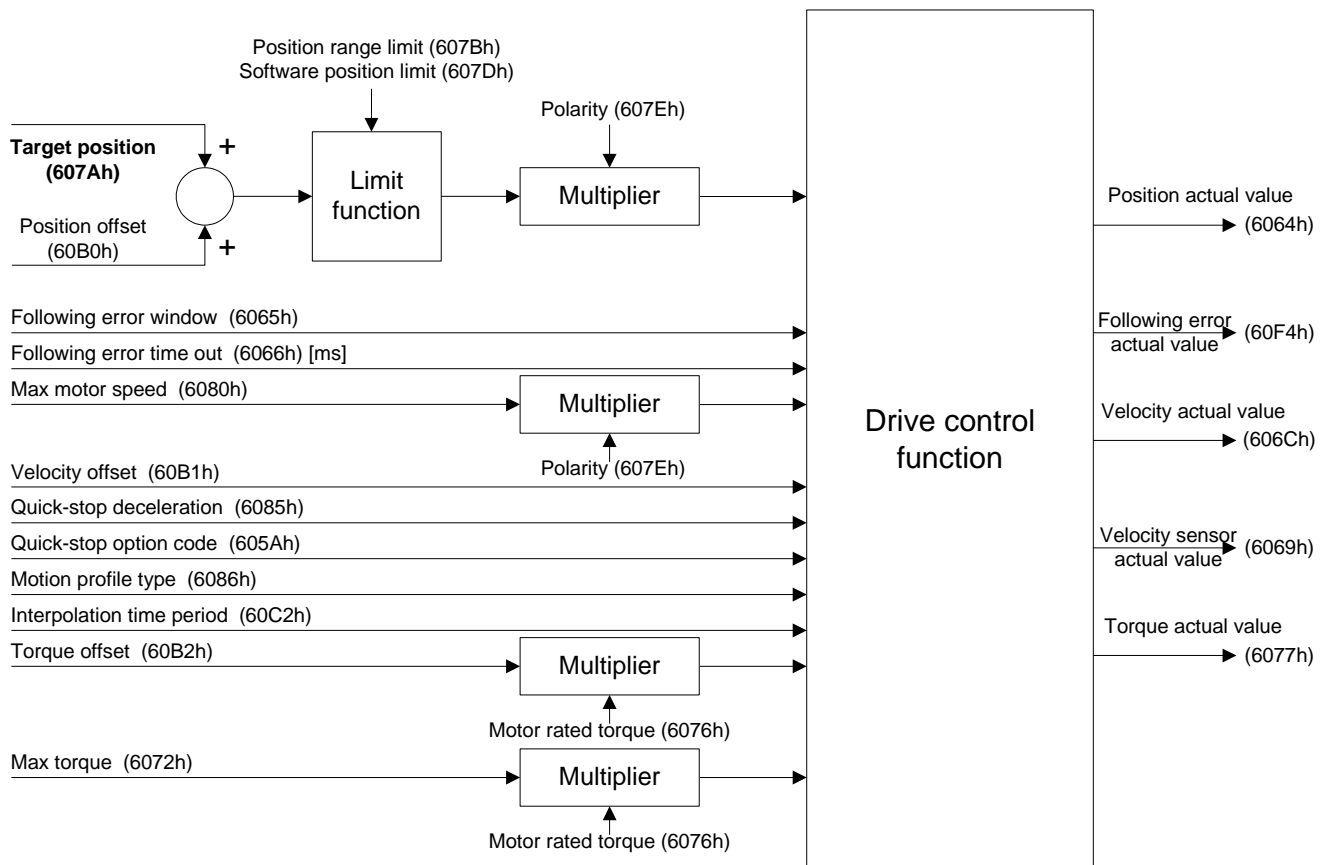 Position range limit (607Bh)
Software position limit (607Dh)
Polarity (607Eh)
Target position
(607Ah)
+
Position offset
(60B0h)
+
Limit
function
Multiplier
Following error window (6065h)
Following error time out (6066h) [ms]
Max motor speed (6080h)
Multiplier
Polarity (607Eh)
Velocity offset (60B1h)
Quick-stop deceleration (6085h)
Quick-stop option code (605Ah)
Motion profile type (6086h)
Interpolation time period (60C2h)
Torque offset (60B2h)
Multiplier
Motor rated torque (6076h)
Max torque (6072h)
Multiplier
Motor rated torque (6076h)
Drive control
function
Position actual value
(6064h)
Following error
actual value
(60F4h)
Velocity actual value
(606Ch)
Velocity sensor
actual value
(6069h)
Torque actual value
(6077h)